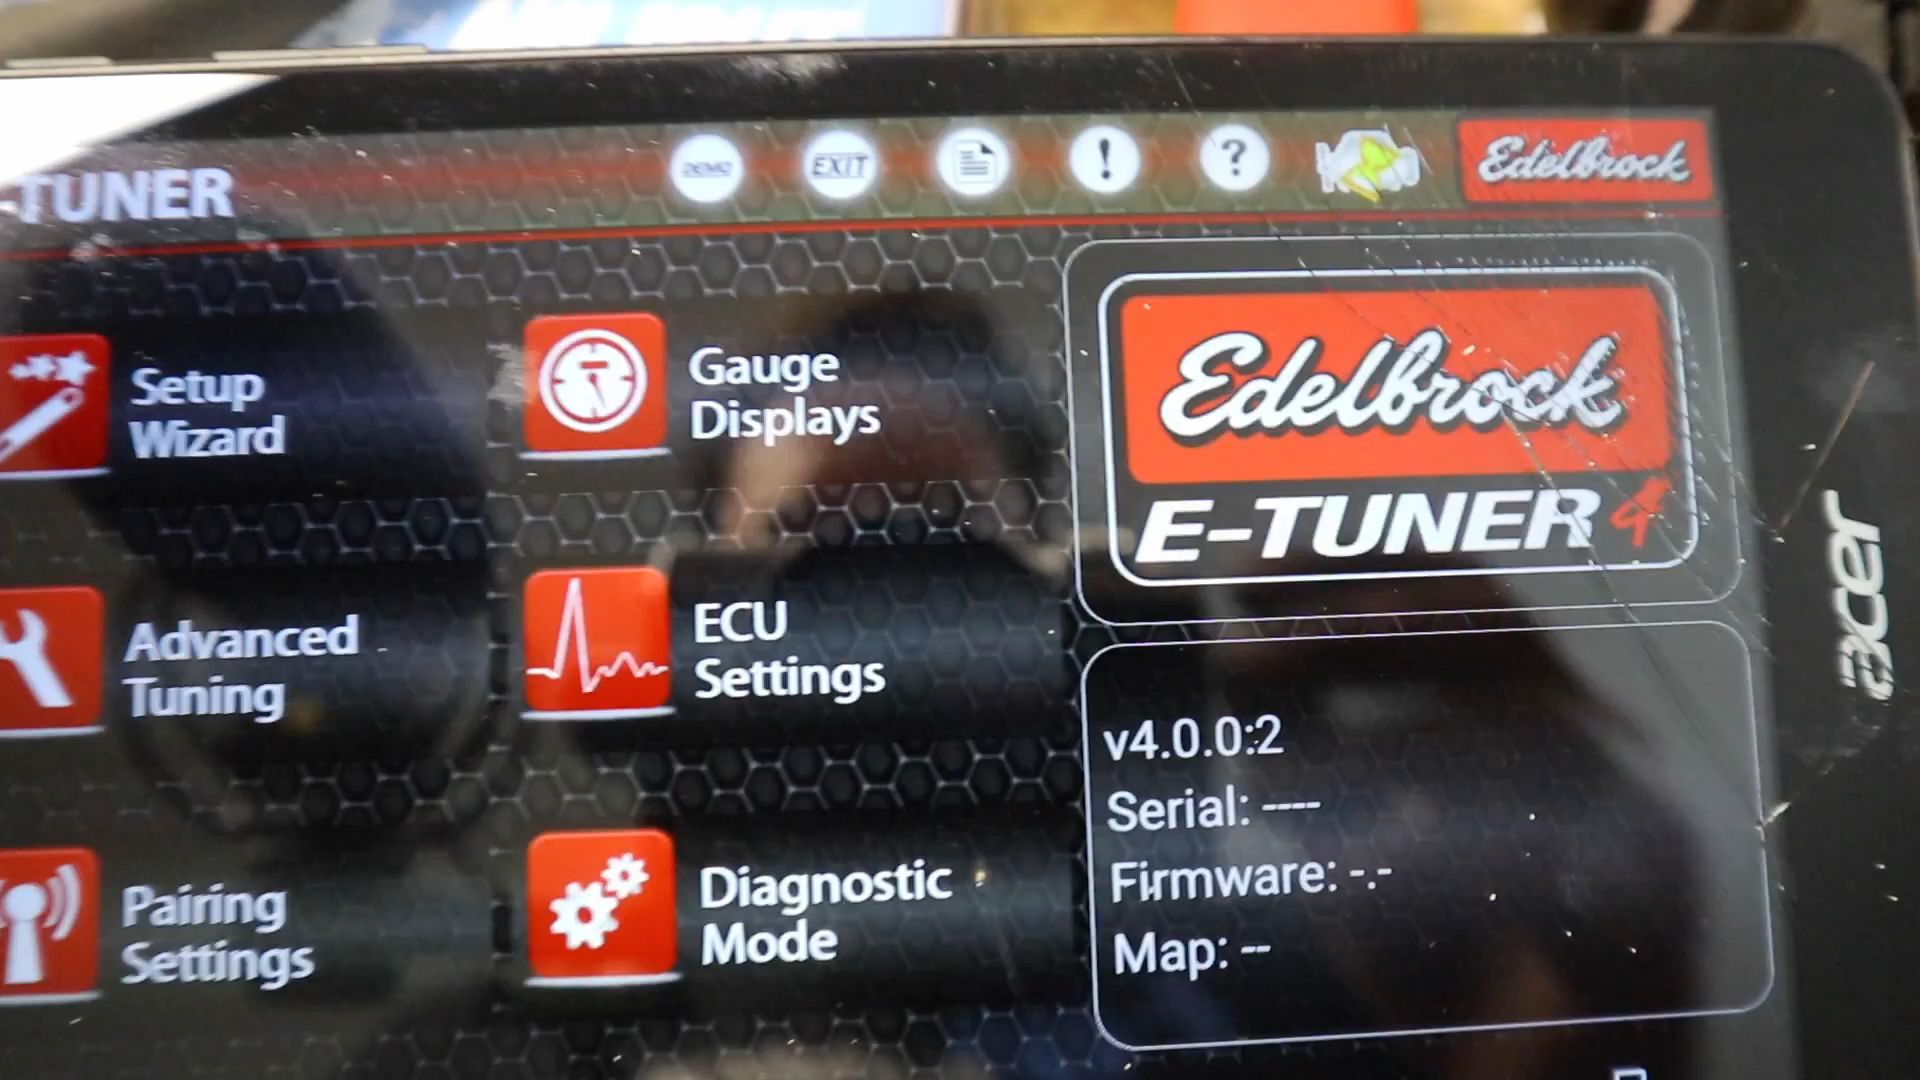 -TUNER
DEMO
EXIT
!
?
Edelbrock
Setup
Wizard
Gauge
Displays
Edelbrock
E-TUNER 4
Advanced
Tuning
ECU
Settings
acer
v4.0.0:2
Serial: ----
Firmware: -.-
Map: --
Pairing
Settings
Diagnostic
Mode